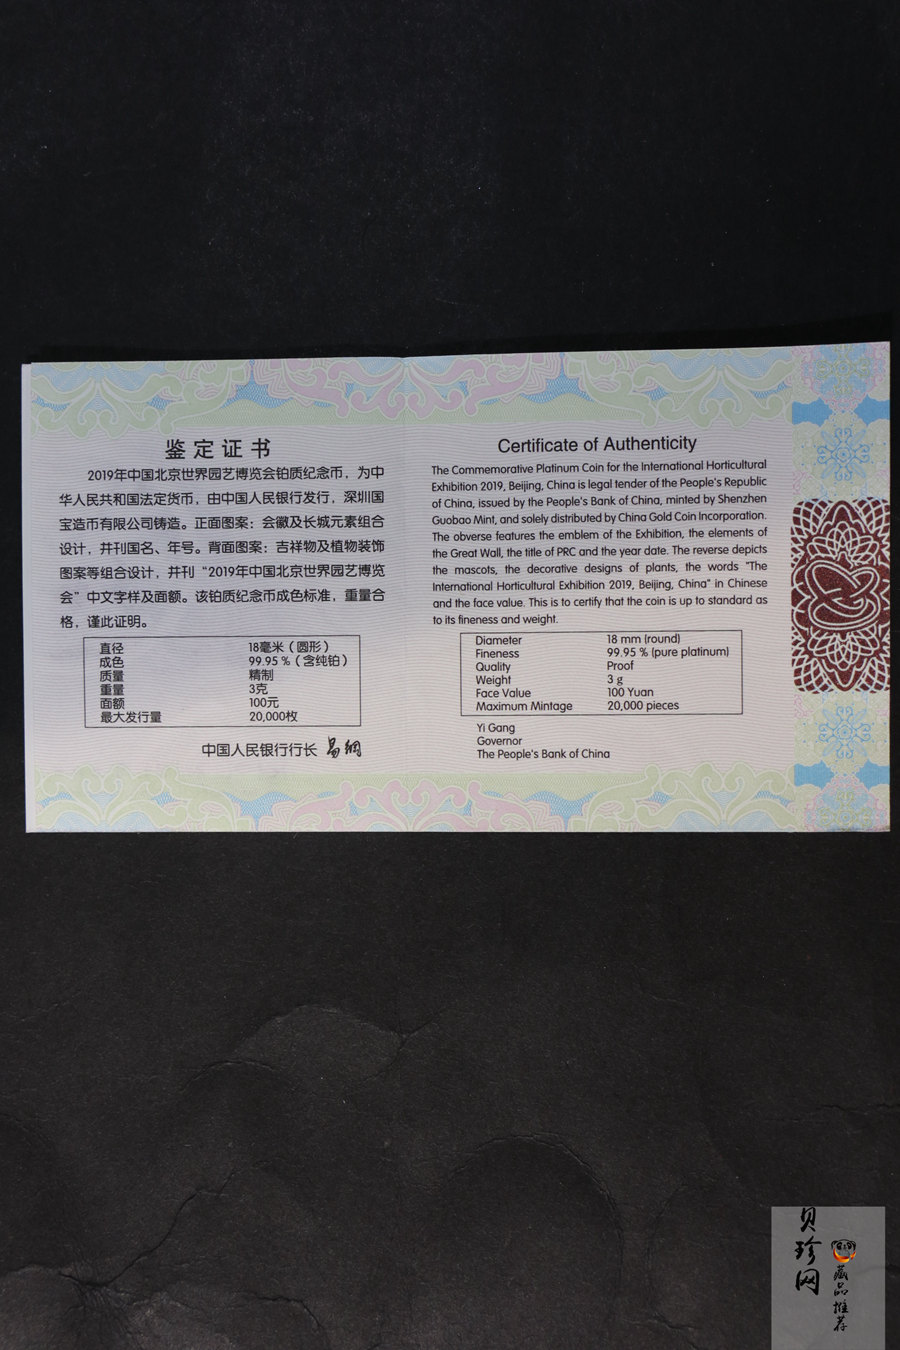 鉴定证书
2019年中国北京世界园艺博览会铂质纪念币，为中
华人民共和国法定货币，由中国人民银行发行，深圳国
宝造币有限公司铸造。正面图案：会徽及长城元素组合
设计，并刊国名、年号。背面图案：吉祥物及植物装饰
图案等组合设计，并刊“2019年中国北京世界园艺博览
会”中文字样及面额。该铂质纪念币成色标准，重量合
格，谨此证明。
直径 18毫米（圆形）
成色 99.95％（含纯铂）
质量 精制
重量 3克
面额 100元
最大发行量 20,000枚
中国人民银行行长 易纲
Certificate of Authenticity
The Commemorative Platinum Coin for the International Horticultural
Exhibition 2019, Beijing, China is legal tender of the People's Republic
of China, issued by the People's Bank of China, minted by Shenzhen
Guobao Mint, and solely distributed by China Gold Coin Incorporation.
The obverse features the emblem of the Exhibition, the elements of
the Great Wall, the title of PRC and the year date. The reverse depicts
the mascots, the decorative designs of plants, the words "The
International Horticultural Exhibition 2019, Beijing, China" in Chinese
and the face value. This is to certify that the coin is up to standard as
to its fineness and weight.
Diameter 18 mm (round)
Fineness 99.95 % (pure platinum)
Quality Proof
Weight 3 g
Face Value 100 Yuan
Maximum Mintage 20,000 pieces
Yi Gang
Governor
The People's Bank of China
贝珍网
藏品推荐